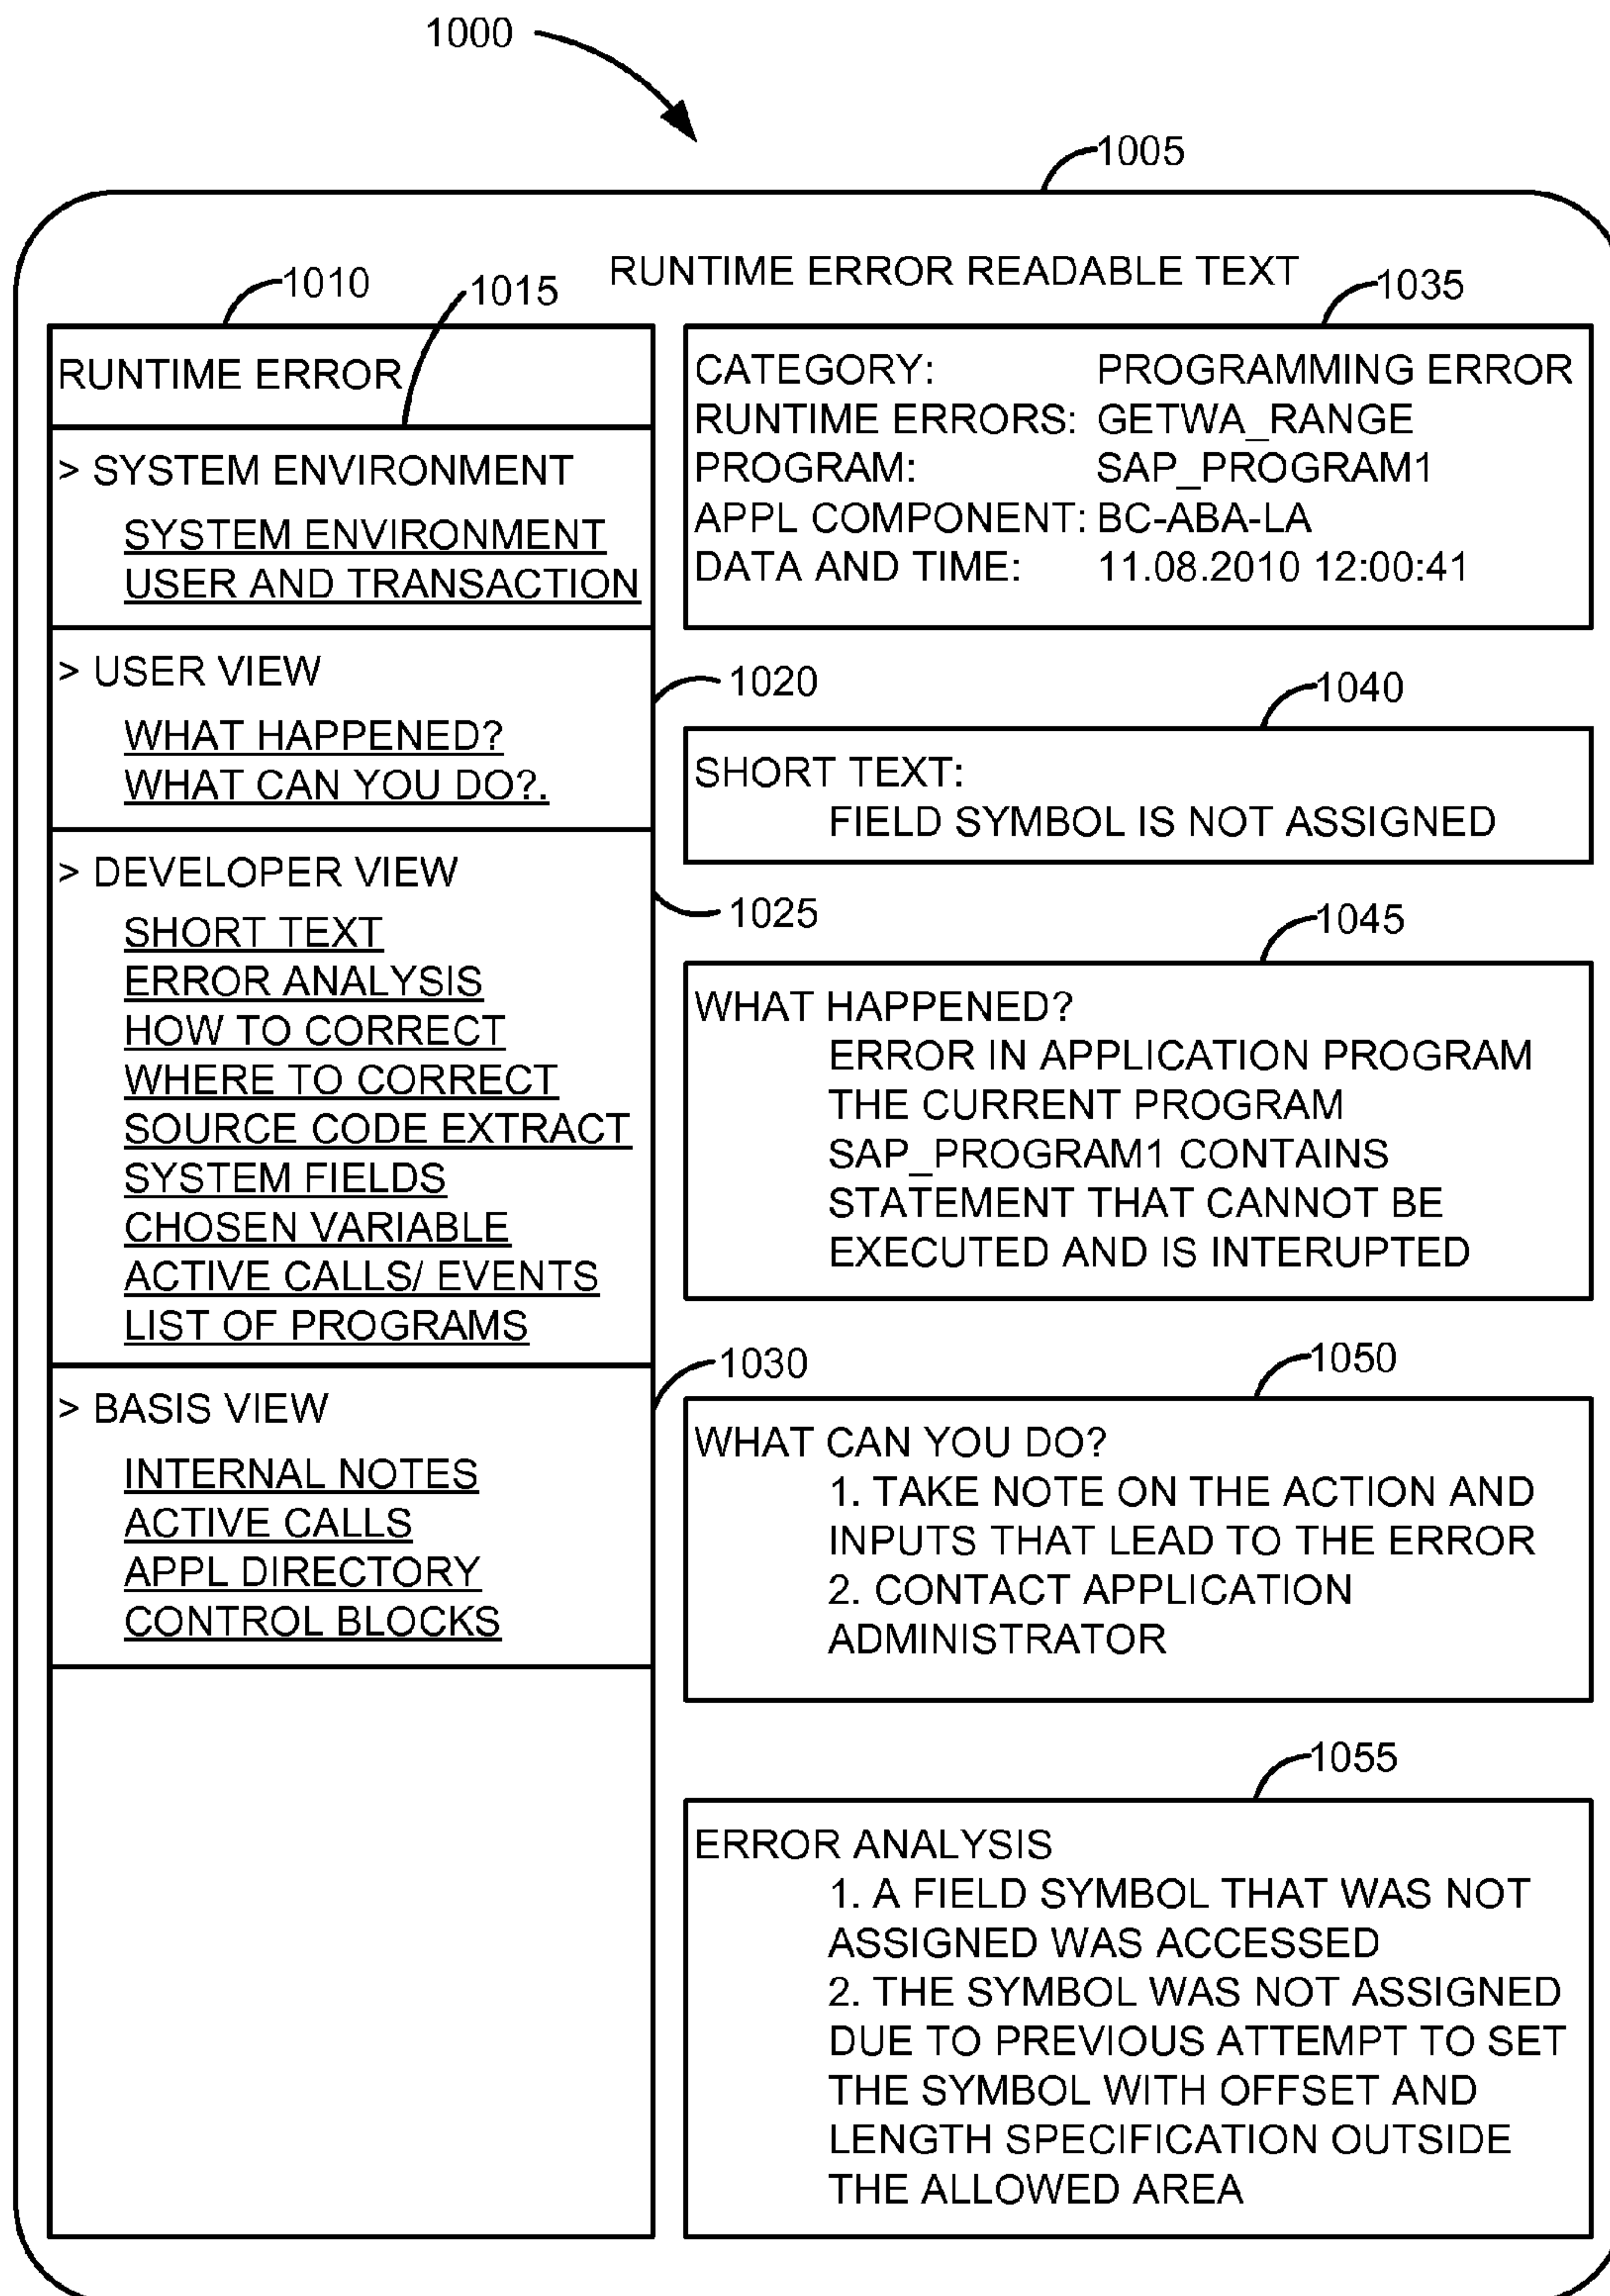 1000
1005
RUNTIME ERROR READABLE TEXT
1010
1015
RUNTIME ERROR
> SYSTEM ENVIRONMENT
SYSTEM ENVIRONMENT
USER AND TRANSACTION
> USER VIEW
WHAT HAPPENED?
WHAT CAN YOU DO?.
1020
> DEVELOPER VIEW
SHORT TEXT
ERROR ANALYSIS
HOW TO CORRECT
WHERE TO CORRECT
SOURCE CODE EXTRACT
SYSTEM FIELDS
CHOSEN VARIABLE
ACTIVE CALLS/ EVENTS
LIST OF PROGRAMS
1025
> BASIS VIEW
INTERNAL NOTES
ACTIVE CALLS
APPL DIRECTORY
CONTROL BLOCKS
1030
1035
CATEGORY: PROGRAMMING ERROR
RUNTIME ERRORS: GETWA_RANGE
PROGRAM: SAP_PROGRAM1
APPL COMPONENT: BC-ABA-LA
DATA AND TIME: 11.08.2010 12:00:41
1040
SHORT TEXT:
FIELD SYMBOL IS NOT ASSIGNED
1045
WHAT HAPPENED?
ERROR IN APPLICATION PROGRAM
THE CURRENT PROGRAM
SAP_PROGRAM1 CONTAINS
STATEMENT THAT CANNOT BE
EXECUTED AND IS INTERUPTED
1050
WHAT CAN YOU DO?
1. TAKE NOTE ON THE ACTION AND
INPUTS THAT LEAD TO THE ERROR
2. CONTACT APPLICATION
ADMINISTRATOR
1055
ERROR ANALYSIS
1. A FIELD SYMBOL THAT WAS NOT
ASSIGNED WAS ACCESSED
2. THE SYMBOL WAS NOT ASSIGNED
DUE TO PREVIOUS ATTEMPT TO SET
THE SYMBOL WITH OFFSET AND
LENGTH SPECIFICATION OUTSIDE
THE ALLOWED AREA